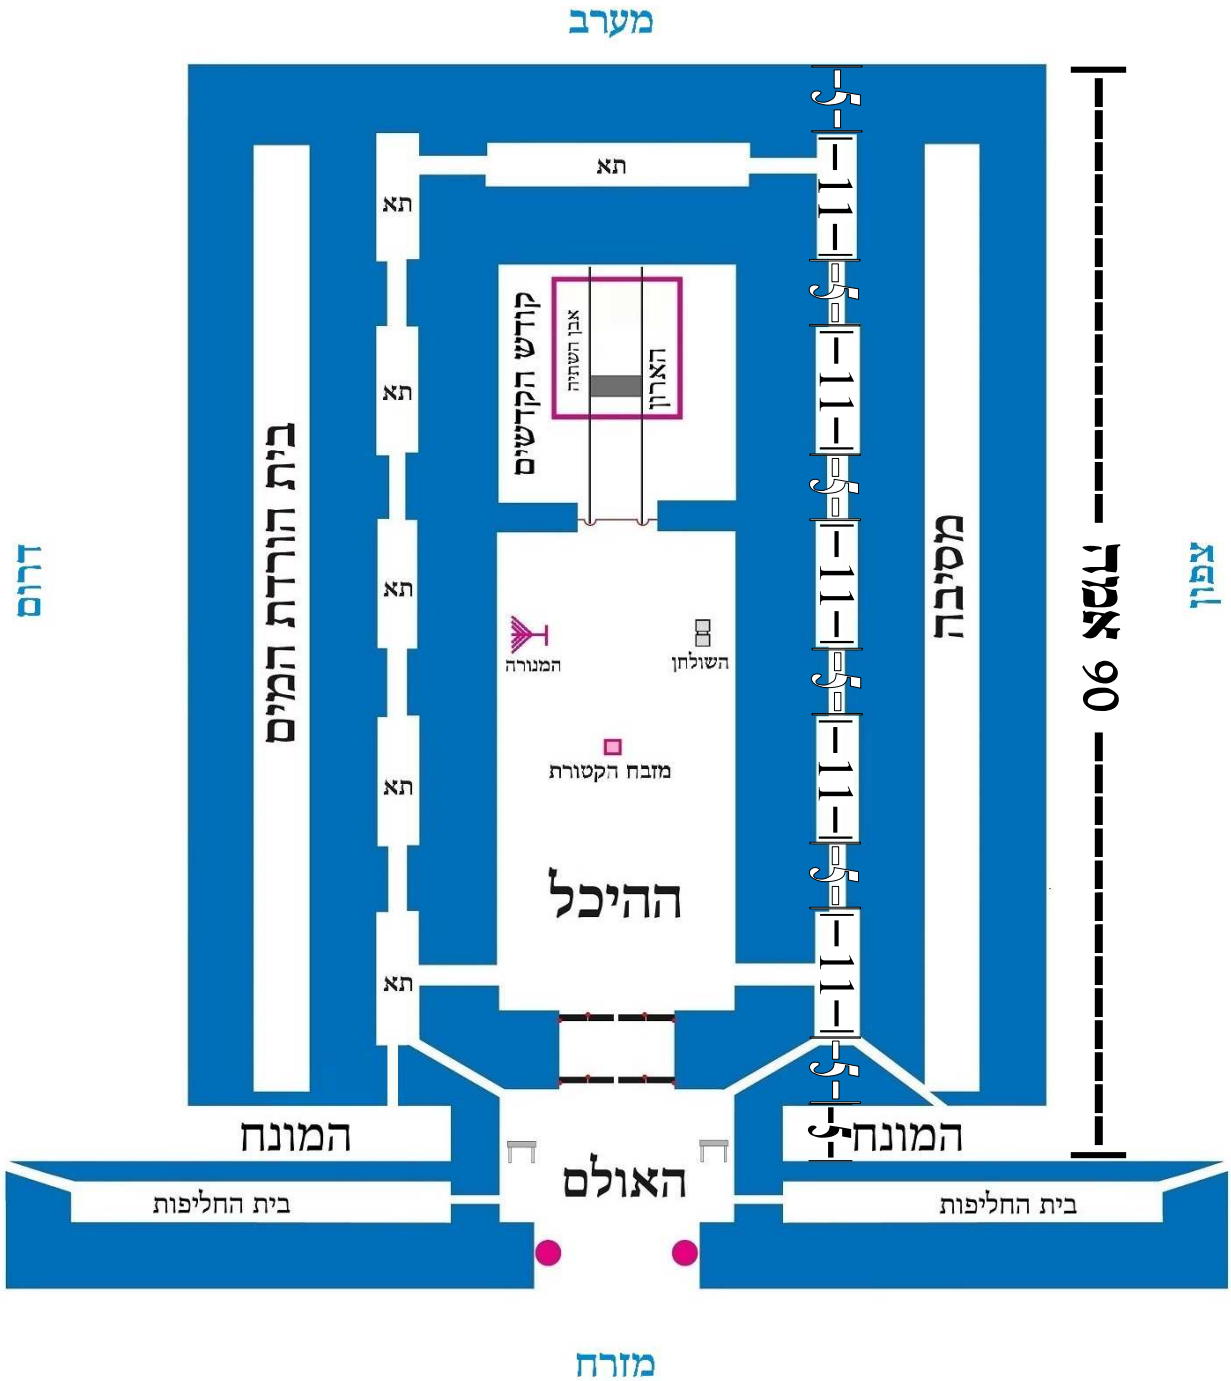 מערב
-5-
-11-
תא
תא
-5-
קודש הקדשים
אבן השתיה
הארון
-11-
תא
-5-
בית הורדת המים
מסיבה
-11-
תא
דרום
צפון
90 אמה
המנורה
השולחן
-5-
מזבח הקטורת
-11-
תא
-5-
ההיכל
-11-
תא
-5-
המונח
-5-
המונח
האולם
בית החליפות
בית החליפות
מזרח